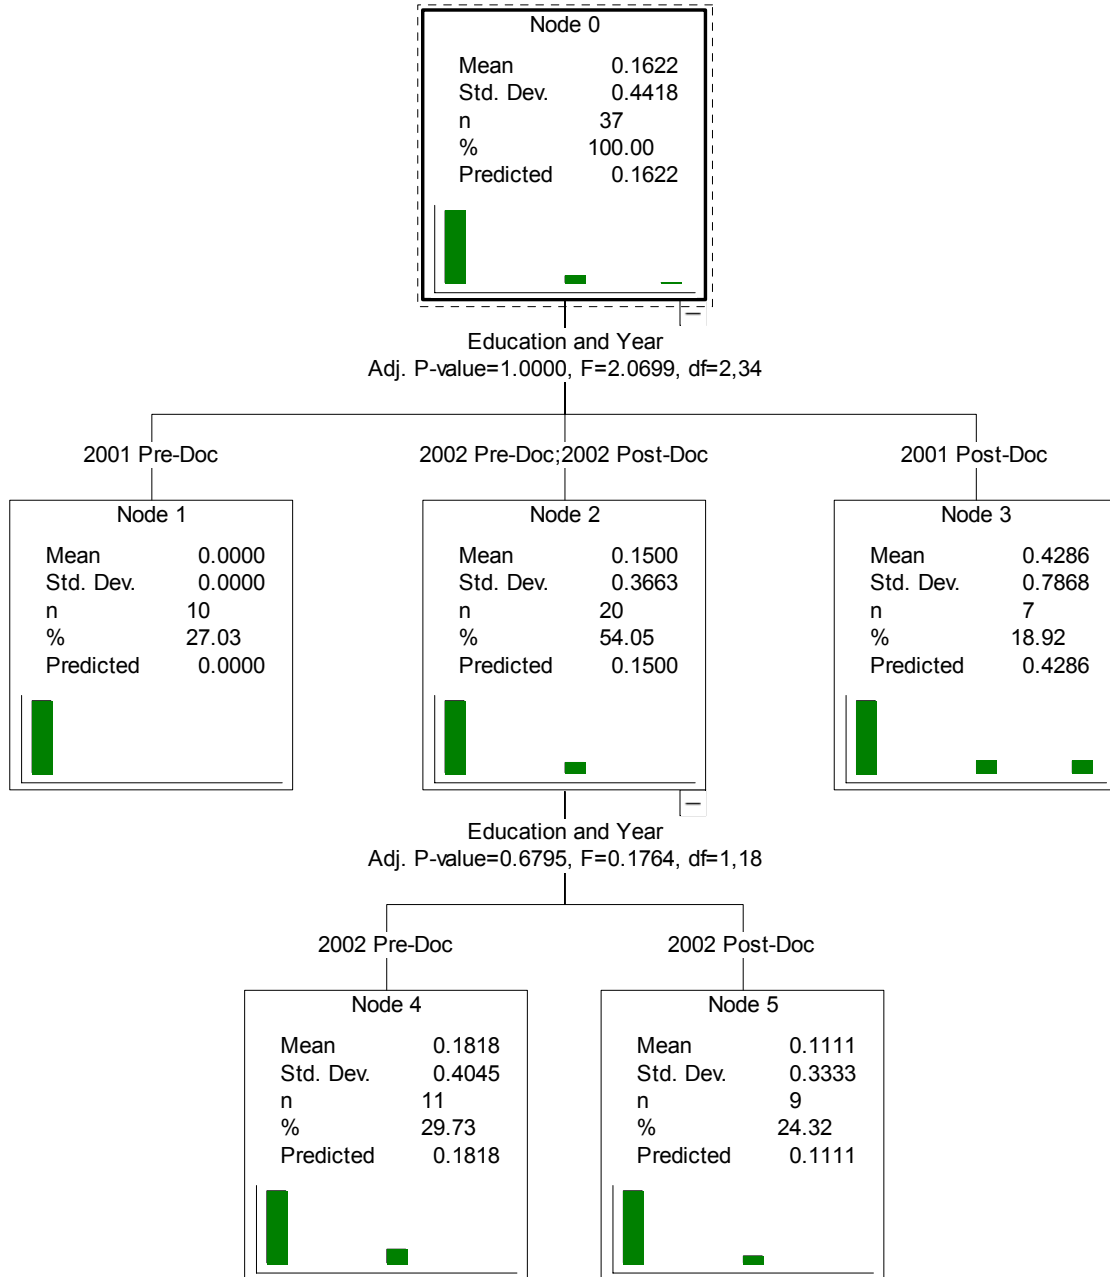 Node 0
Mean 0.1622
Std. Dev. 0.4418
n 37
% 100.00
Predicted 0.1622
Education and Year
Adj. P-value=1.0000, F=2.0699, df=2,34
2001 Pre-Doc
2002 Pre-Doc;2002 Post-Doc
2001 Post-Doc
Node 1
Mean 0.0000
Std. Dev. 0.0000
n 10
% 27.03
Predicted 0.0000
Node 2
Mean 0.1500
Std. Dev. 0.3663
n 20
% 54.05
Predicted 0.1500
Node 3
Mean 0.4286
Std. Dev. 0.7868
n 7
% 18.92
Predicted 0.4286
Education and Year
Adj. P-value=0.6795, F=0.1764, df=1,18
2002 Pre-Doc
2002 Post-Doc
Node 4
Mean 0.1818
Std. Dev. 0.4045
n 11
% 29.73
Predicted 0.1818
Node 5
Mean 0.1111
Std. Dev. 0.3333
n 9
% 24.32
Predicted 0.1111